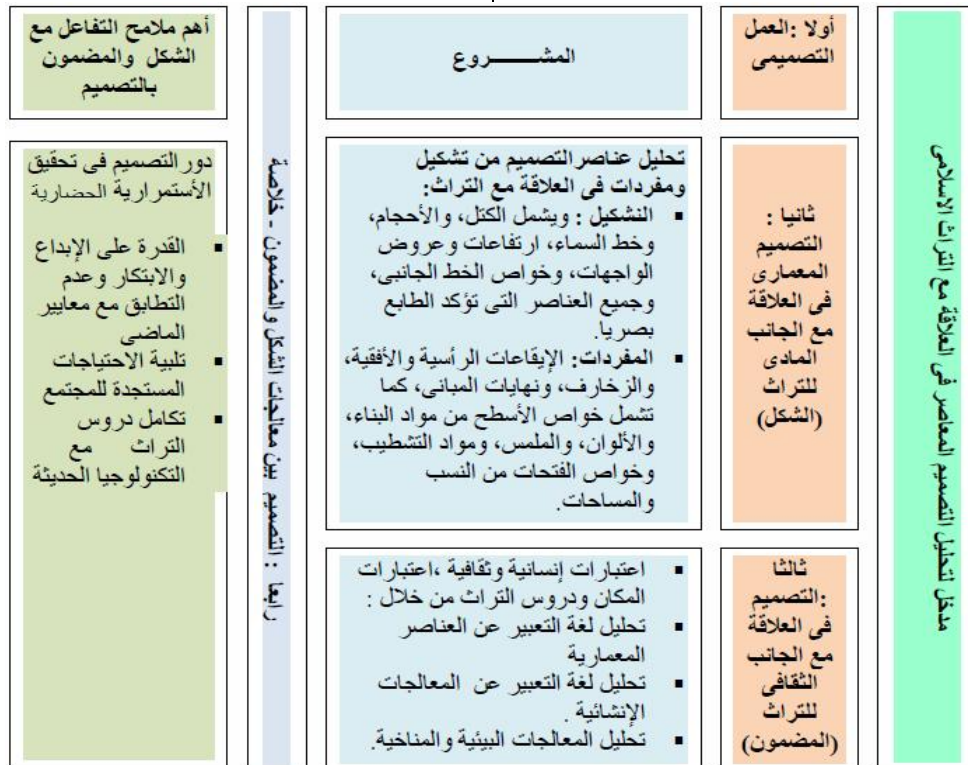 مدخل لتحليل التصميم المعاصر فى العلاقة مع التراث الاسلامى
أولا :العمل
التصميمى
المشــــــــروع
ثانيا :
التصميم
المعمارى
فى العلاقة
مع الجانب
المادى
للتراث
(الشكل)
تحليل عناصر التصميم من تشكيل
ومفردات فى العلاقة مع التراث:
▪ التشكيل : ويشمل الكتل، والأحجام،
وخط السماء، ارتفاعات وعروض
الواجهات، وخواص الخط الجانبى،
وجميع العناصر التى تؤكد الطابع
بصريا.
▪ المفردات: الإيقاعات الرأسية والأفقية،
والزخارف، ونهايات المبانى، كما
تشمل خواص الأسطح من مواد البناء،
والألوان، والملمس، ومواد التشطيب،
وخواص الفتحات من النسب
والمساحات.
ثالثا
:التصميم
فى العلاقة
مع الجانب
الثقافى
للتراث
(المضمون)
▪ اعتبارات إنسانية وثقافية ،اعتبارات
المكان ودروس التراث من خلال :
▪ تحليل لغة التعبير عن العناصر
المعمارية
▪ تحليل لغة التعبير عن المعالجات
الإنشائية .
▪ تحليل المعالجات البيئية والمناخية.
رابعا : التصميم بين معالجات الشكل والمضمون - خلاصة
أهم ملامح التفاعل مع
الشكل والمضمون
بالتصميم
دور التصميم فى تحقيق
الأستمرارية الحضارية
▪ القدرة على الإبداع
والابتكار وعدم
التطابق مع معايير
الماضى
▪ تلبية الاحتياجات
المستجدة للمجتمع
▪ تكامل دروس
التراث مع
التكنولوجيا الحديثة